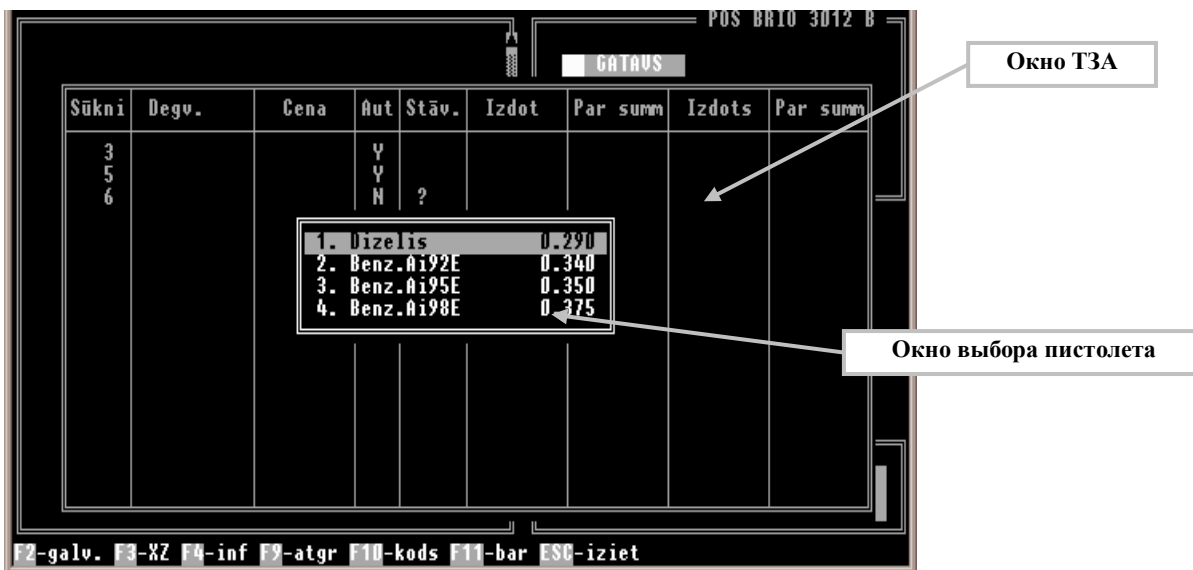 POS BRIO 3012 B
GATAVS
Окно ТЗА
Sūkni Degv. Cena Aut Stāv. Izdot Par summ Izdots Par summ
3 Y
5 Y
6 N ?
1. Dizelis 0.290
2. Benz.Ai92E 0.340
3. Benz.Ai95E 0.350
4. Benz.Ai98E 0.375
Окно выбора пистолета
F2-galv. F3-XZ F4-inf F9-atgr F10-kods F11-bar ESC-iziet